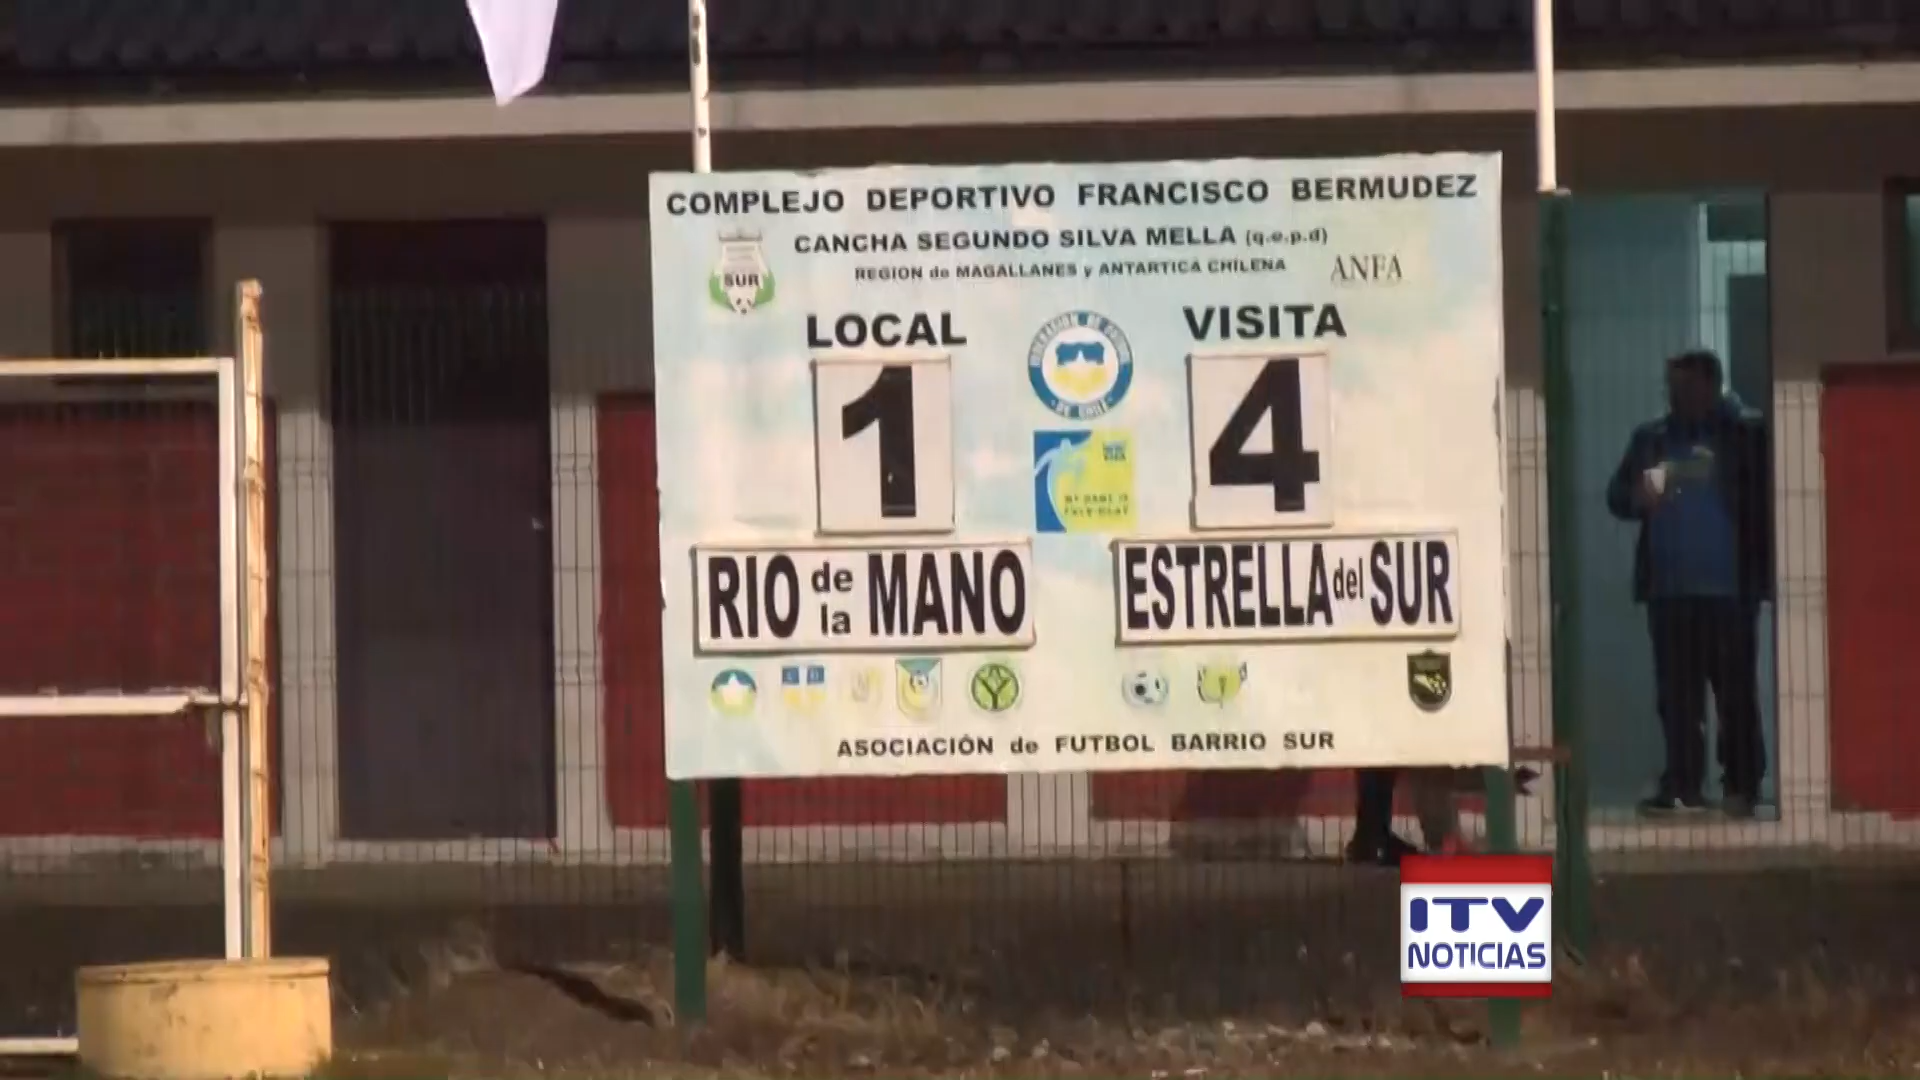 COMPLEJO DEPORTIVO FRANCISCO BERMUDEZ
CANCHA SEGUNDO SILVA MELLA (q.e.p.d)
REGION de MAGALLANES y ANTARTICA CHILENA
ANFA
SUR
LOCAL
VISITA
1
4
RIO de la MANO
ESTRELLA del SUR
ASOCIACIÓN de FUTBOL BARRIO SUR
ITV
NOTICIAS